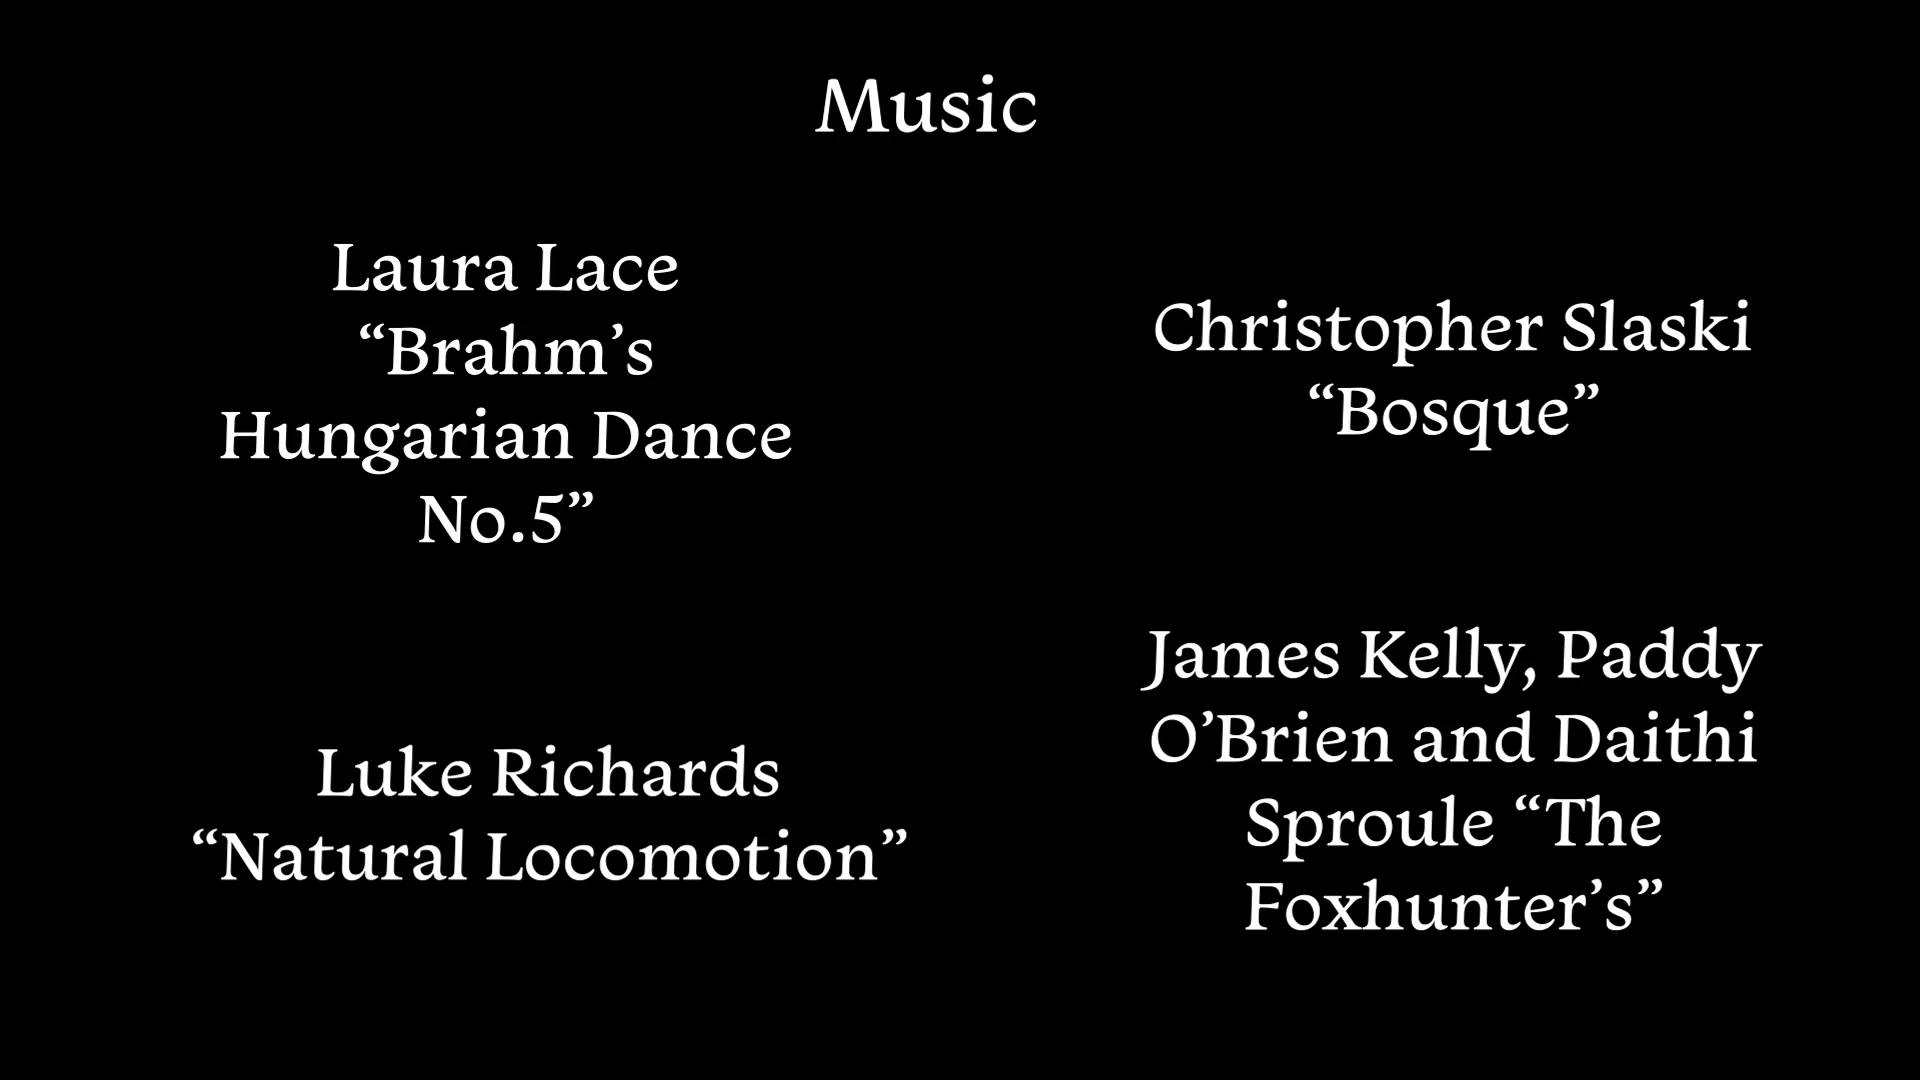 Music
Laura Lace
“Brahm’s
Hungarian Dance
No.5”
Christopher Slaski
“Bosque”
Luke Richards
“Natural Locomotion”
James Kelly, Paddy
O’Brien and Daithi
Sproule “The
Foxhunter’s”